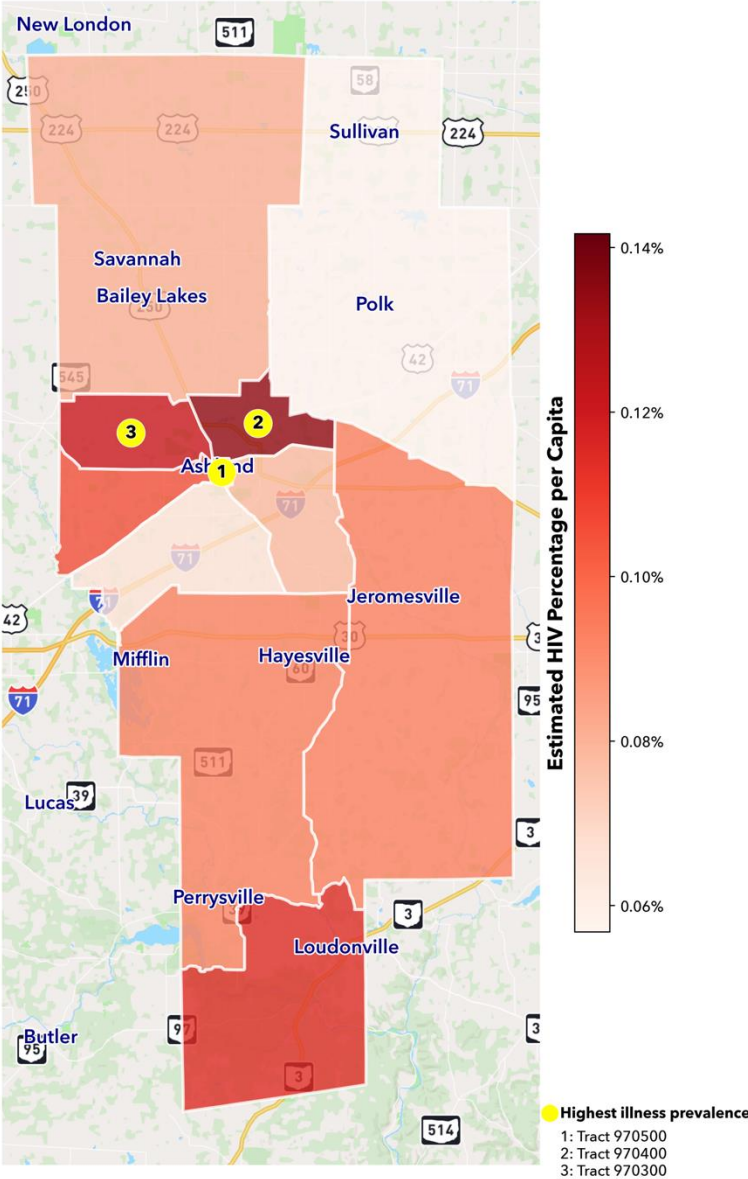 New London
511
250
58
224
224
Sullivan
224
Savannah
Bailey Lakes
250
Polk
42
545
71
3
2
1
71
71
71
42
Jeromesville
30
Mifflin
Hayesville
60
71
95
511
Lucas
39
3
Perrysville
3
Loudonville
Butler
95
97
3
3
514
0.14%
0.12%
0.10%
0.08%
0.06%
Estimated HIV Percentage per Capita
Highest illness prevalence
1: Tract 970500
2: Tract 970400
3: Tract 970300